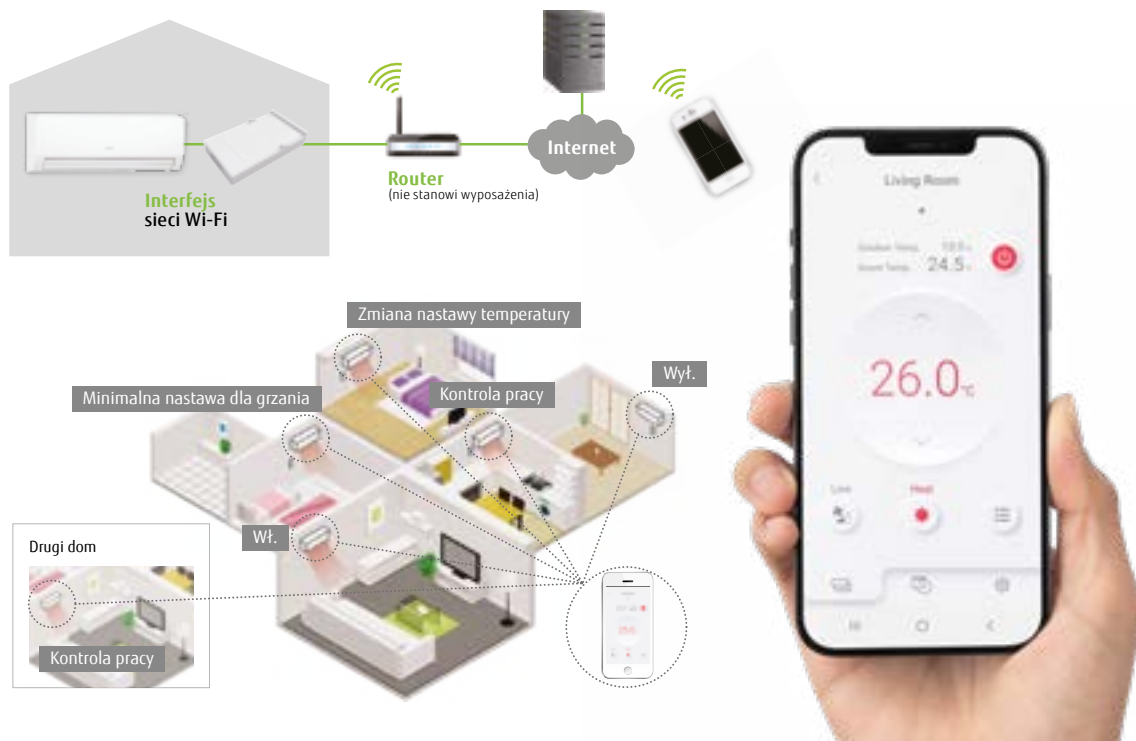 Internet
Router
(nie stanowi wyposażenia)
Interfejs
sieci Wi-Fi
Living Room
24.5
26.0°C
Low
Heat
Zmiana nastawy temperatury
Wył.
Minimalna nastawa dla grzania
Kontrola pracy
Wł.
Drugi dom
Kontrola pracy